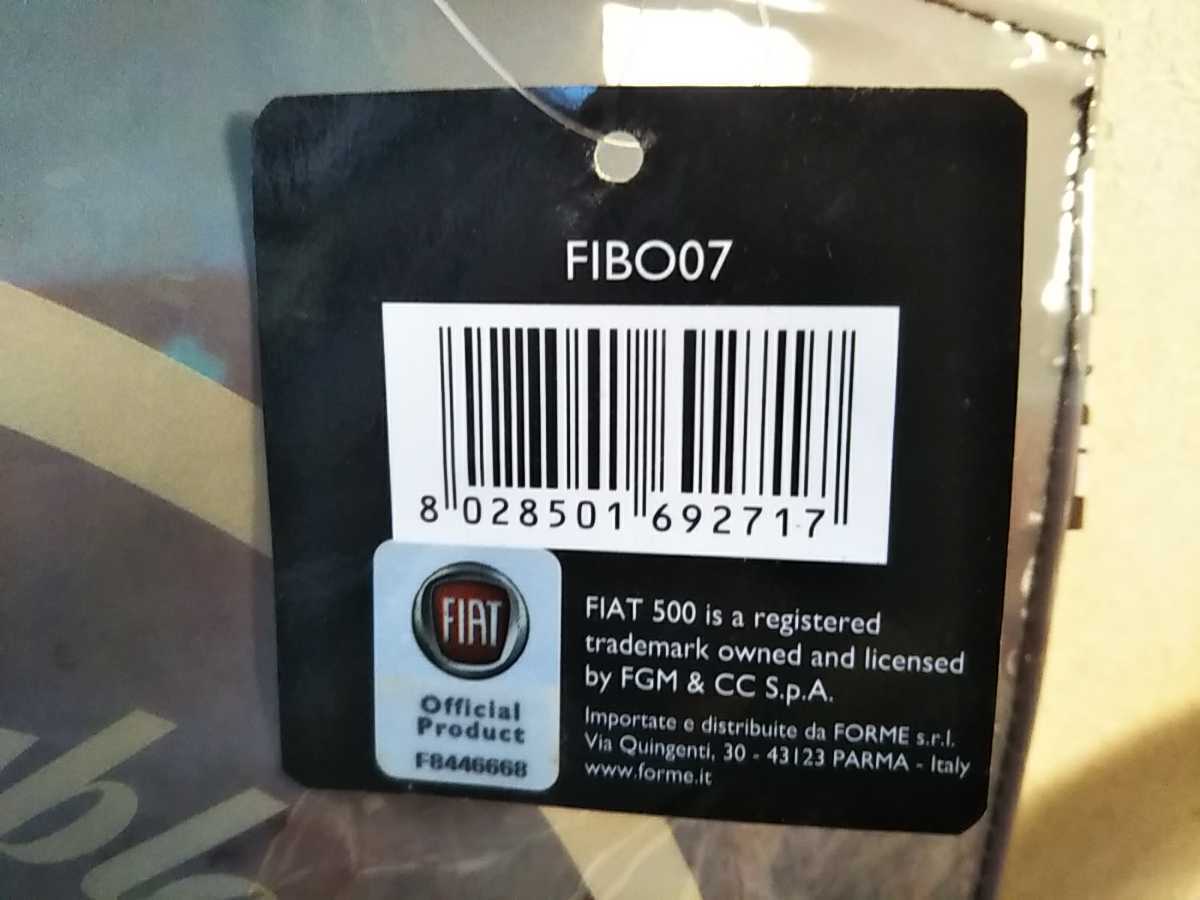 FIBO07
8 028501 692717
FIAT
Official
Product
F8446668
FIAT 500 is a registered
trademark owned and licensed
by FGM & CC S.p.A.
Importate e distribuite da FORME s.r.l.
Via Quingenti, 30 - 43123 PARMA - Italy
www.forme.it